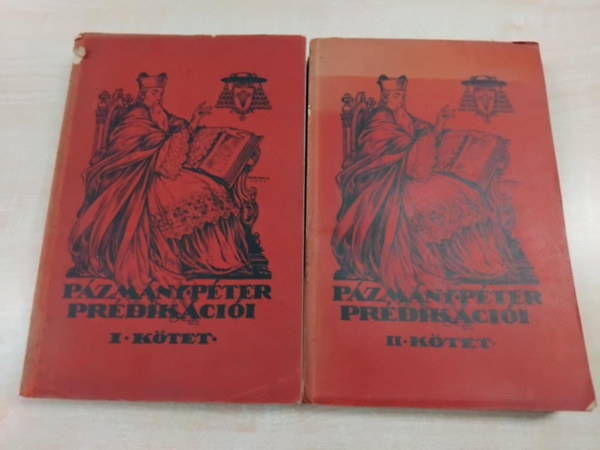 PÁZMÁNY·PÉTER
PRÉDIKÁCIÓI
I·KÖTET·
PÁZMÁNY·PÉTER
PRÉDIKÁCIÓI
II·KÖTET·